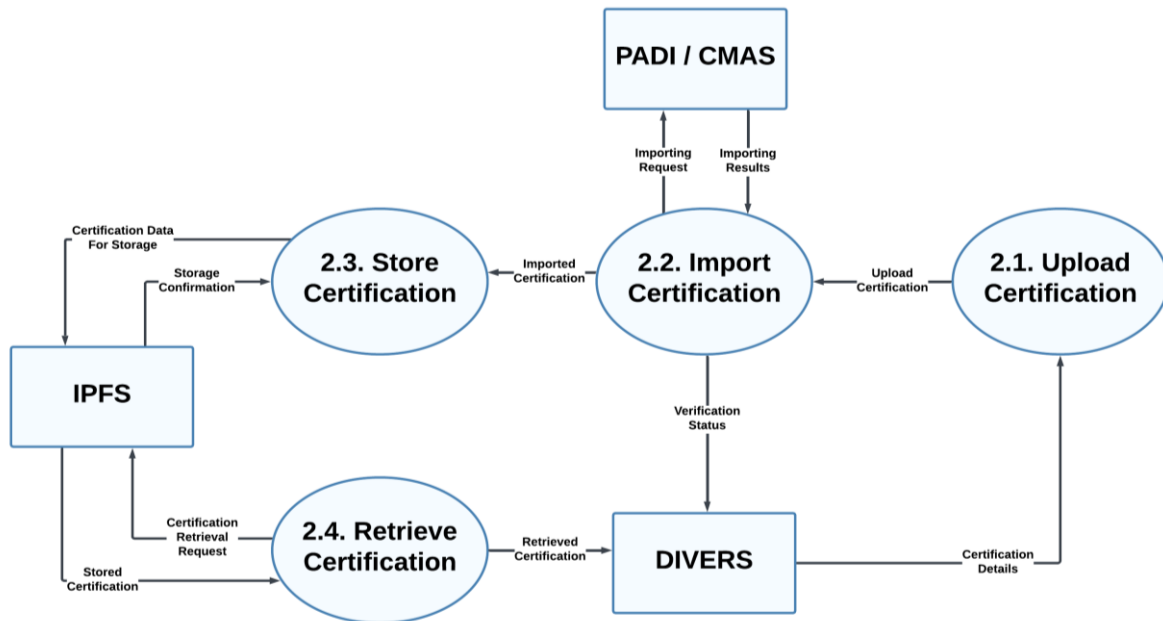 PADI / CMAS
Importing
Request
Importing
Results
Certification Data
For Storage
Storage
Confirmation
2.3. Store
Certification
Imported
Certification
2.2. Import
Certification
Upload
Certification
2.1. Upload
Certification
IPFS
Verification
Status
Certification
Retrieval
Request
Stored
Certification
2.4. Retrieve
Certification
Retrieved
Certification
DIVERS
Certification
Details